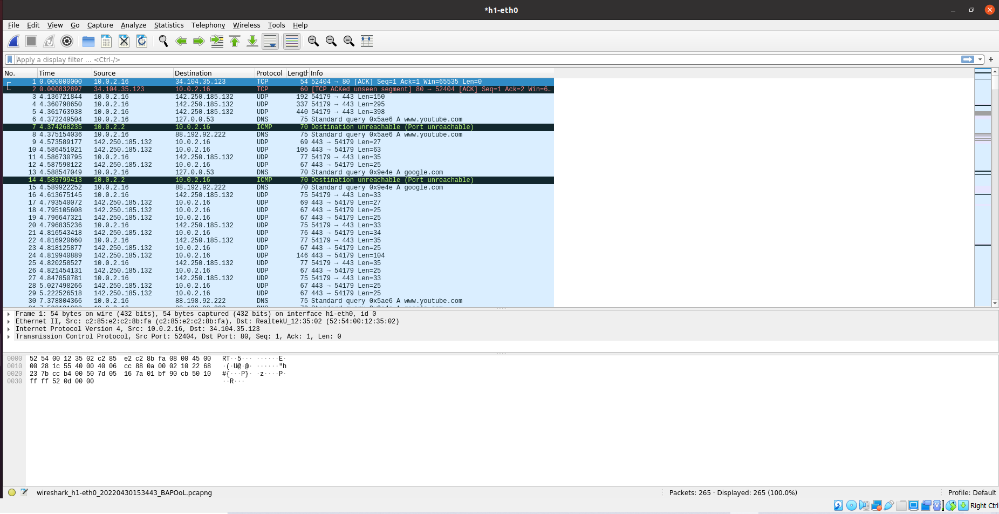 *h1-eth0
File Edit View Go Capture Analyze Statistics Telephony Wireless Tools Help
Apply a display filter ... <Ctrl-/>
No. Time Source Destination Protocol Length Info
1 0.000000000 10.0.2.16 34.104.35.123 TCP 54 52404 → 80 [ACK] Seq=1 Ack=1 Win=65535 Len=0
2 0.000832897 34.104.35.123 10.0.2.16 TCP 60 [TCP ACKed unseen segment] 80 → 52404 [ACK] Seq=1 Ack=2 Win=6…
3 4.136721844 10.0.2.16 142.250.185.132 UDP 192 54179 → 443 Len=150
4 4.360798650 10.0.2.16 142.250.185.132 UDP 337 54179 → 443 Len=295
5 4.361763938 10.0.2.16 142.250.185.132 UDP 440 54179 → 443 Len=398
6 4.372249504 10.0.2.16 127.0.0.53 DNS 75 Standard query 0x5ae6 A www.youtube.com
7 4.374268235 10.0.2.2 10.0.2.16 ICMP 70 Destination unreachable (Port unreachable)
8 4.375154036 10.0.2.16 88.192.92.222 DNS 75 Standard query 0x5ae6 A www.youtube.com
9 4.573589177 142.250.185.132 10.0.2.16 UDP 69 443 → 54179 Len=27
10 4.586451021 142.250.185.132 10.0.2.16 UDP 105 443 → 54179 Len=63
11 4.586730795 10.0.2.16 142.250.185.132 UDP 77 54179 → 443 Len=35
12 4.587598122 142.250.185.132 10.0.2.16 UDP 67 443 → 54179 Len=25
13 4.588547049 10.0.2.16 127.0.0.53 DNS 70 Standard query 0x9e4e A google.com
14 4.589799413 10.0.2.2 10.0.2.16 ICMP 70 Destination unreachable (Port unreachable)
15 4.589922252 10.0.2.16 88.192.92.222 DNS 70 Standard query 0x9e4e A google.com
16 4.613675145 10.0.2.16 142.250.185.132 UDP 75 54179 → 443 Len=33
17 4.793540072 142.250.185.132 10.0.2.16 UDP 69 443 → 54179 Len=27
18 4.795105608 142.250.185.132 10.0.2.16 UDP 67 443 → 54179 Len=25
19 4.796647321 142.250.185.132 10.0.2.16 UDP 67 443 → 54179 Len=25
20 4.796835236 10.0.2.16 142.250.185.132 UDP 75 54179 → 443 Len=33
21 4.816543418 142.250.185.132 10.0.2.16 UDP 76 443 → 54179 Len=34
22 4.816920660 10.0.2.16 142.250.185.132 UDP 77 54179 → 443 Len=35
23 4.818125877 142.250.185.132 10.0.2.16 UDP 67 443 → 54179 Len=25
24 4.819940889 142.250.185.132 10.0.2.16 UDP 146 443 → 54179 Len=104
25 4.820258527 10.0.2.16 142.250.185.132 UDP 77 54179 → 443 Len=35
26 4.821454131 142.250.185.132 10.0.2.16 UDP 67 443 → 54179 Len=25
27 4.847850781 10.0.2.16 142.250.185.132 UDP 75 54179 → 443 Len=33
28 5.027498266 142.250.185.132 10.0.2.16 UDP 67 443 → 54179 Len=25
29 5.222526518 142.250.185.132 10.0.2.16 UDP 67 443 → 54179 Len=25
30 7.378804366 10.0.2.16 88.198.92.222 DNS 75 Standard query 0x5ae6 A www.youtube.com
Frame 1: 54 bytes on wire (432 bits), 54 bytes captured (432 bits) on interface h1-eth0, id 0
Ethernet II, Src: c2:85:e2:c2:8b:fa (c2:85:e2:c2:8b:fa), Dst: RealtekU_12:35:02 (52:54:00:12:35:02)
Internet Protocol Version 4, Src: 10.0.2.16, Dst: 34.104.35.123
Transmission Control Protocol, Src Port: 52404, Dst Port: 80, Seq: 1, Ack: 1, Len: 0
0000 52 54 00 12 35 02 c2 85 e2 c2 8b fa 08 00 45 00 RT··5··· ······E·
0010 00 28 1c 55 40 00 40 06 cc 88 0a 00 02 10 22 68 ·(·U@·@· ······"h
0020 23 7b cc b4 00 50 7d 05 16 7a 01 bf 90 cb 50 10 #{···P}· ·z····P·
0030 ff ff 52 0d 00 00 ··R···
wireshark_h1-eth0_20220430153443_BAPOoL.pcapng Packets: 265 · Displayed: 265 (100.0%) Profile: Default
Right Ctrl